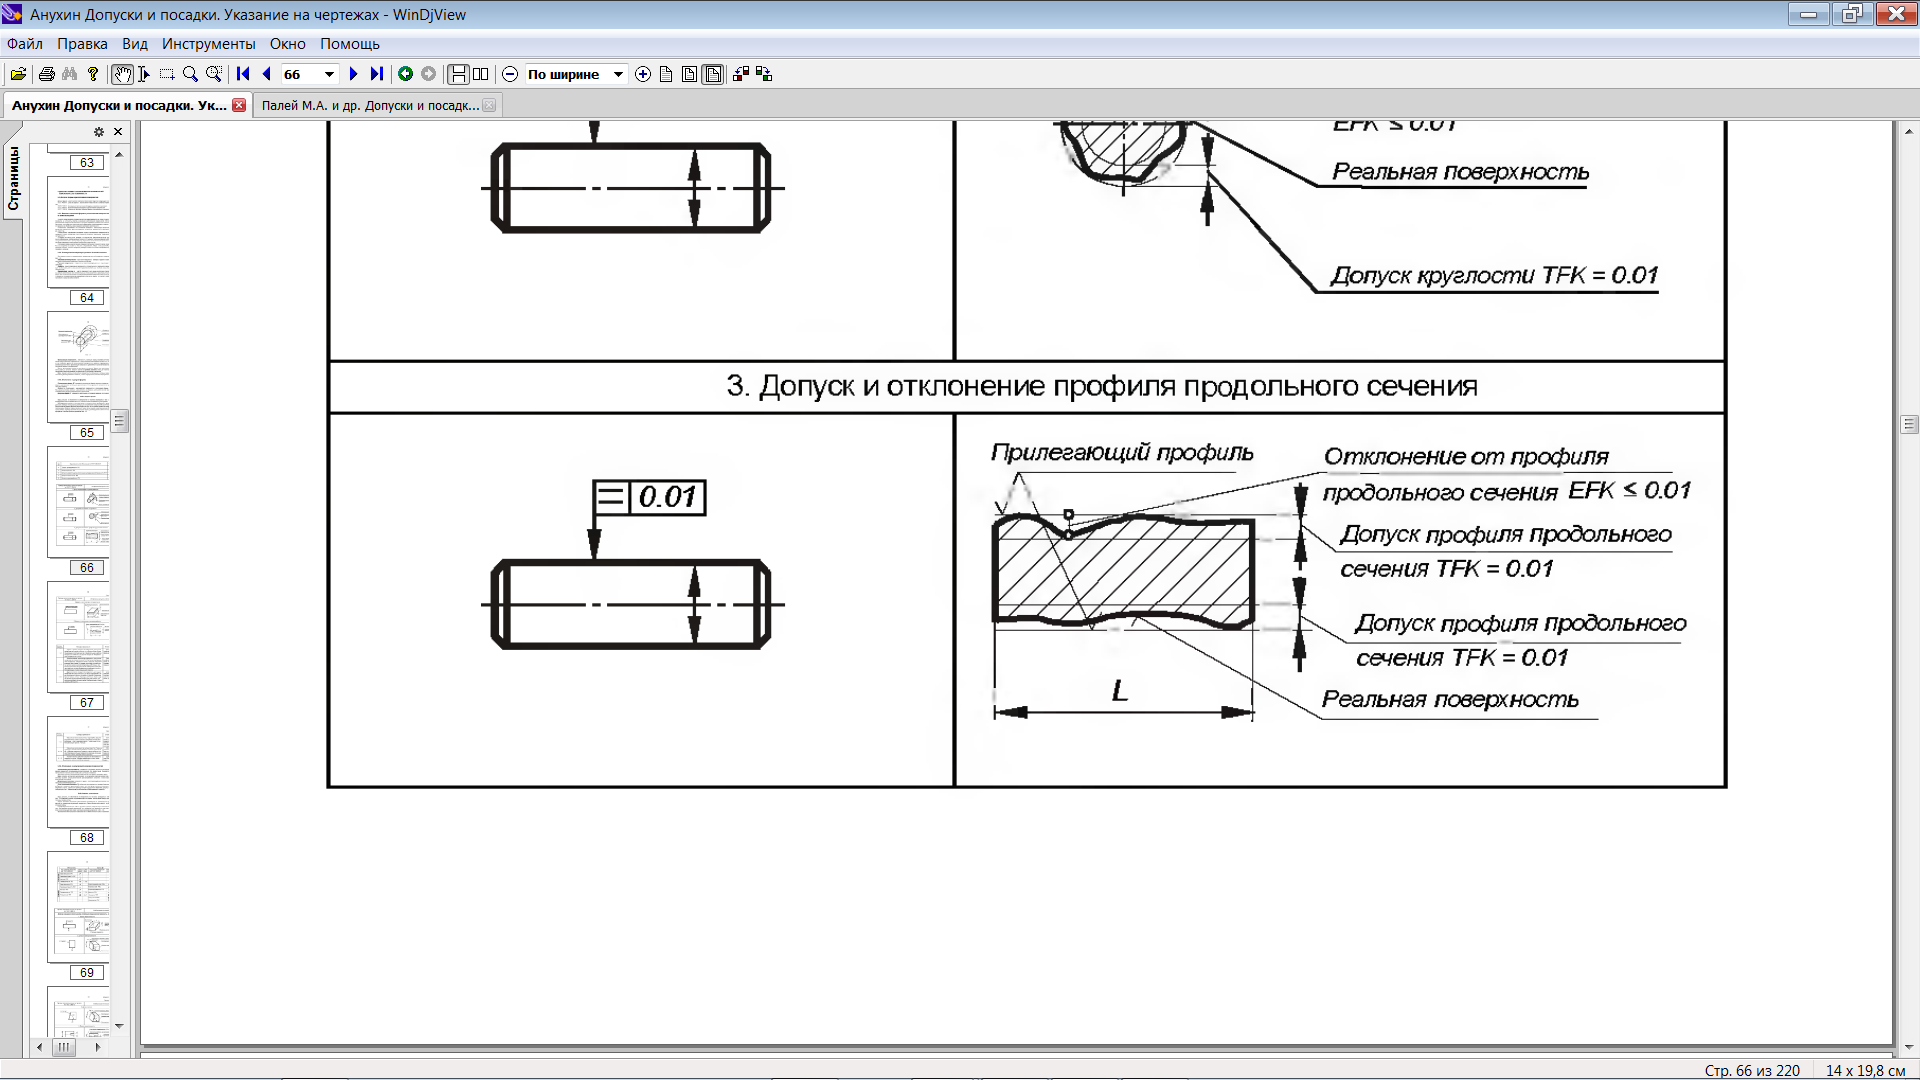 Анухин Допуски и посадки. Указание на чертежах - WinDjView
Файл Правка Вид Инструменты Окно Помощь
66
По ширине
Анухин Допуски и посадки. Ук...
Палей М.А. и др. Допуски и посадк...
Страницы
63
64
65
66
67
68
69
EFK ≤ 0.01
Реальная поверхность
Допуск круглости TFK = 0.01
3. Допуск и отклонение профиля продольного сечения
0.01
Прилегающий профиль
Отклонение от профиля
продольного сечения EFK ≤ 0.01
Допуск профиля продольного
сечения TFK = 0.01
Допуск профиля продольного
сечения TFK = 0.01
L
Реальная поверхность
Стр. 66 из 220 14 x 19,8 см